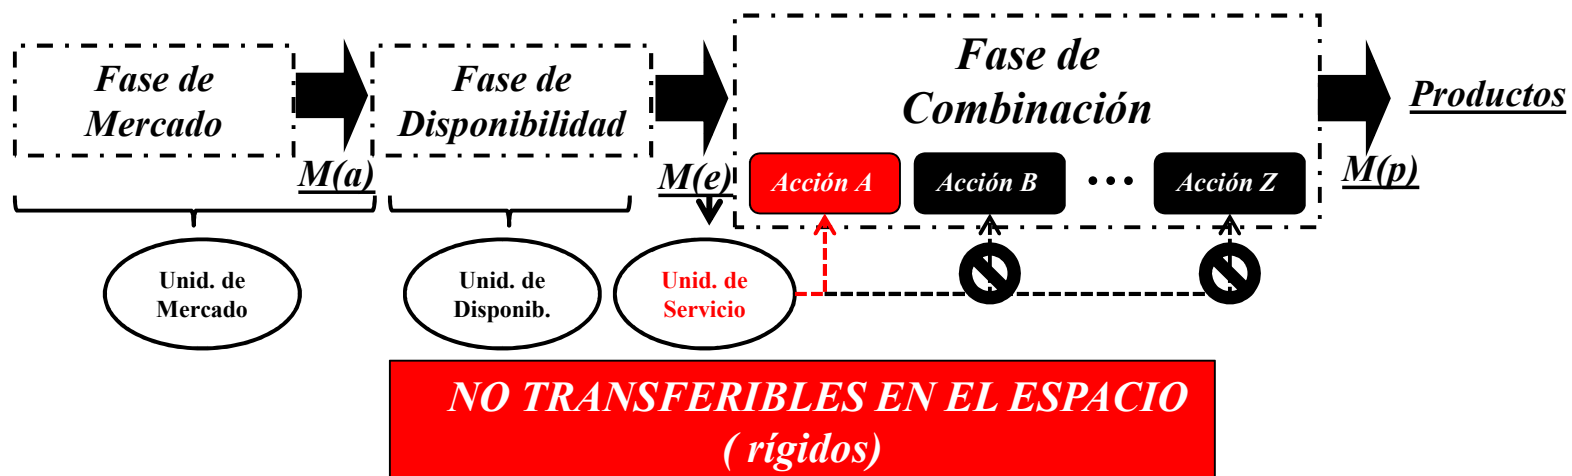 Fase de
Mercado
M(a)
Fase de
Disponibilidad
M(e)
Fase de
Combinación
Acción A
Acción B
...
Acción Z
M(p)
Productos
Unid. de
Mercado
Unid. de
Disponib.
Unid. de
Servicio
NO TRANSFERIBLES EN EL ESPACIO
( rígidos)